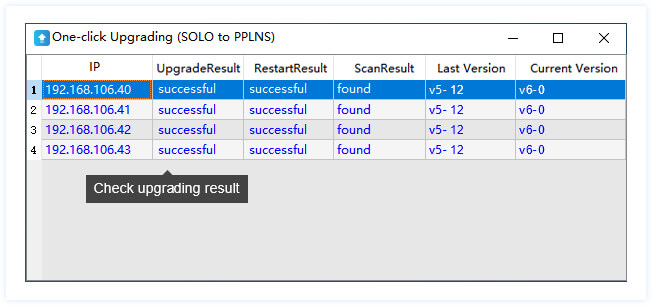 One-click Upgrading (SOLO to PPLNS)
IP UpgradeResult RestartResult ScanResult Last Version Current Version
1 192.168.106.40 successful successful found v5- 12 v6-0
2 192.168.106.41 successful successful found v5- 12 v6-0
3 192.168.106.42 successful successful found v5- 12 v6-0
4 192.168.106.43 successful successful found v5- 12 v6-0
Check upgrading result